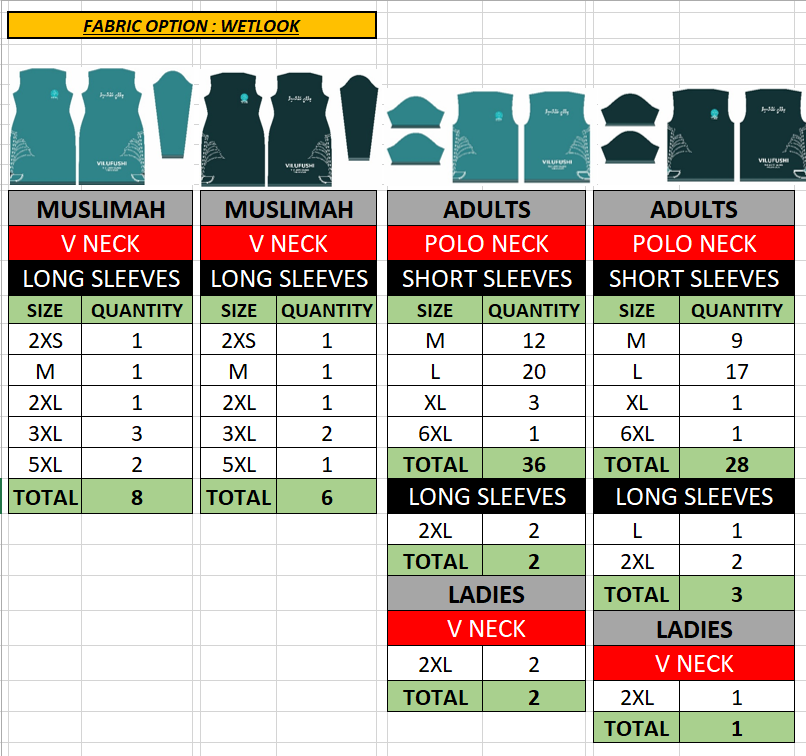 FABRIC OPTION : WETLOOK
VILUFUSHI
VILUFUSHI
VILUFUSHI
VILUFUSHI
MUSLIMAH
V NECK
LONG SLEEVES
SIZE QUANTITY
2XS 1
M 1
2XL 1
3XL 3
5XL 2
TOTAL 8
MUSLIMAH
V NECK
LONG SLEEVES
SIZE QUANTITY
2XS 1
M 1
2XL 1
3XL 2
5XL 1
TOTAL 6
ADULTS
POLO NECK
SHORT SLEEVES
SIZE QUANTITY
M 12
L 20
XL 3
6XL 1
TOTAL 36
LONG SLEEVES
2XL 2
TOTAL 2
LADIES
V NECK
2XL 2
TOTAL 2
ADULTS
POLO NECK
SHORT SLEEVES
SIZE QUANTITY
M 9
L 17
XL 1
6XL 1
TOTAL 28
LONG SLEEVES
L 1
2XL 2
TOTAL 3
LADIES
V NECK
2XL 1
TOTAL 1